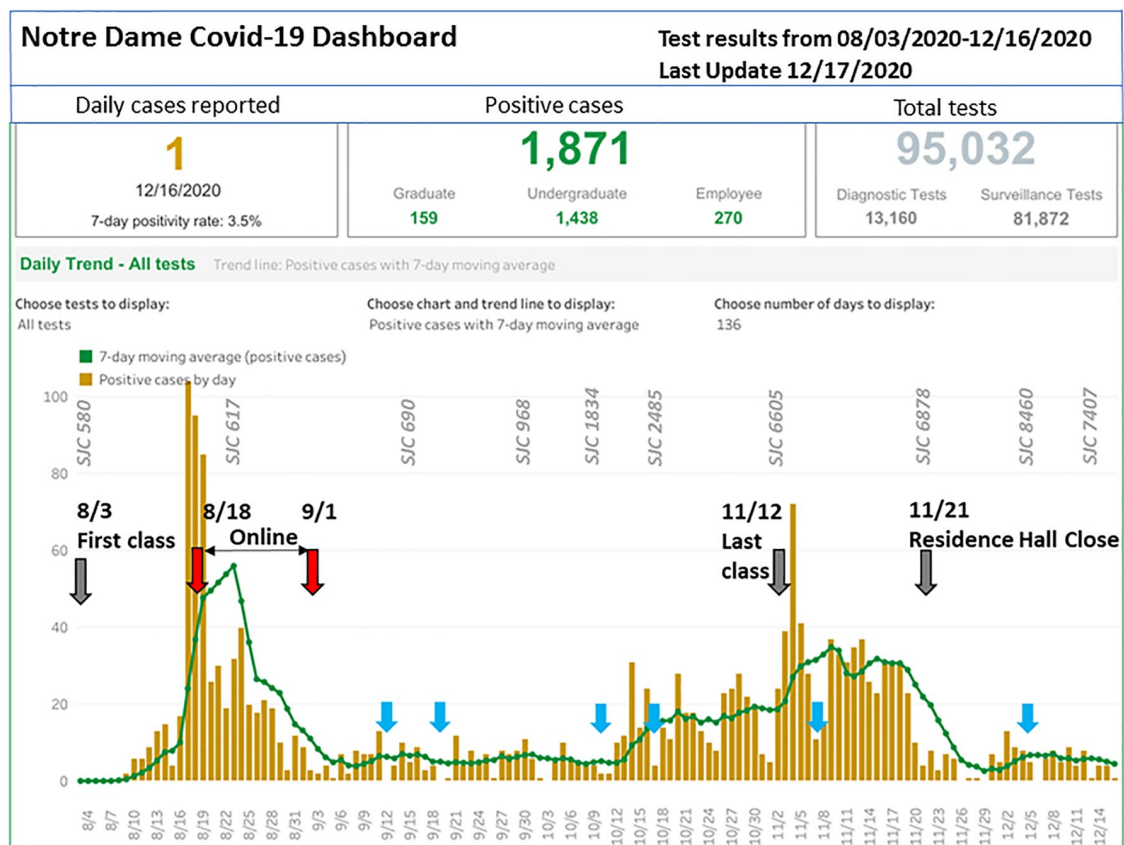 Notre Dame Covid-19 Dashboard
Test results from 08/03/2020-12/16/2020
Last Update 12/17/2020
Daily cases reported
Positive cases
Total tests
1
12/16/2020
7-day positivity rate: 3.5%
1,871
Graduate Undergraduate Employee
159 1,438 270
95,032
Diagnostic Tests Surveillance Tests
13,160 81,872
Daily Trend - All tests Trend line: Positive cases with 7-day moving average
Choose tests to display: Choose chart and trend line to display: Choose number of days to display:
All tests Positive cases with 7-day moving average 136
7-day moving average (positive cases)
Positive cases by day
100
80
60
40
20
0
SJC 580
SJC 617
SJC 690
SJC 968
SJC 1834
SJC 2485
SJC 6605
SJC 6878
SJC 8460
SJC 7407
8/3
First class
8/18
Online
9/1
11/12
Last
class
11/21
Residence Hall Close
8/4 8/7 8/10 8/13 8/16 8/19 8/22 8/25 8/28 8/31 9/3 9/6 9/9 9/12 9/15 9/18 9/21 9/24 9/27 9/30 10/3 10/6 10/9 10/12 10/15 10/18 10/21 10/24 10/27 10/30 11/2 11/5 11/8 11/11 11/14 11/17 11/20 11/23 11/26 11/29 12/2 12/5 12/8 12/11 12/14